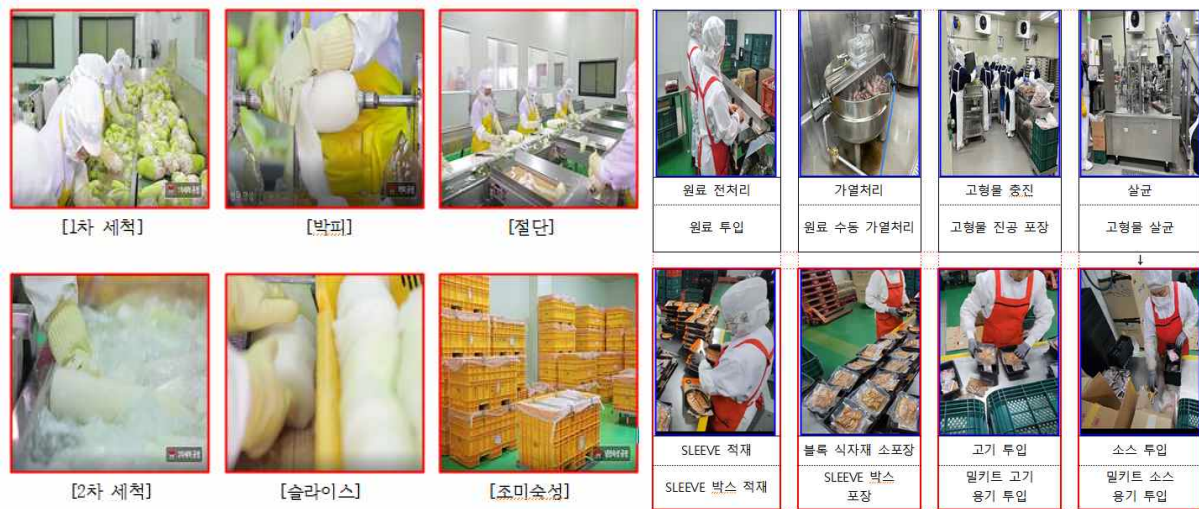 [1차 세척]
[박피]
[절단]
[2차 세척]
[슬라이스]
[조미숙성]
원료 전처리
가열처리
고형물 충진
살균
원료 투입
원료 수동 가열처리
고형물 진공 포장
고형물 살균
↓
SLEEVE 적재
블록 식자재 소포장
고기 투입
소스 투입
SLEEVE 박스 적재
SLEEVE 박스
포장
밀키트 고기
용기 투입
밀키트 소스
용기 투입